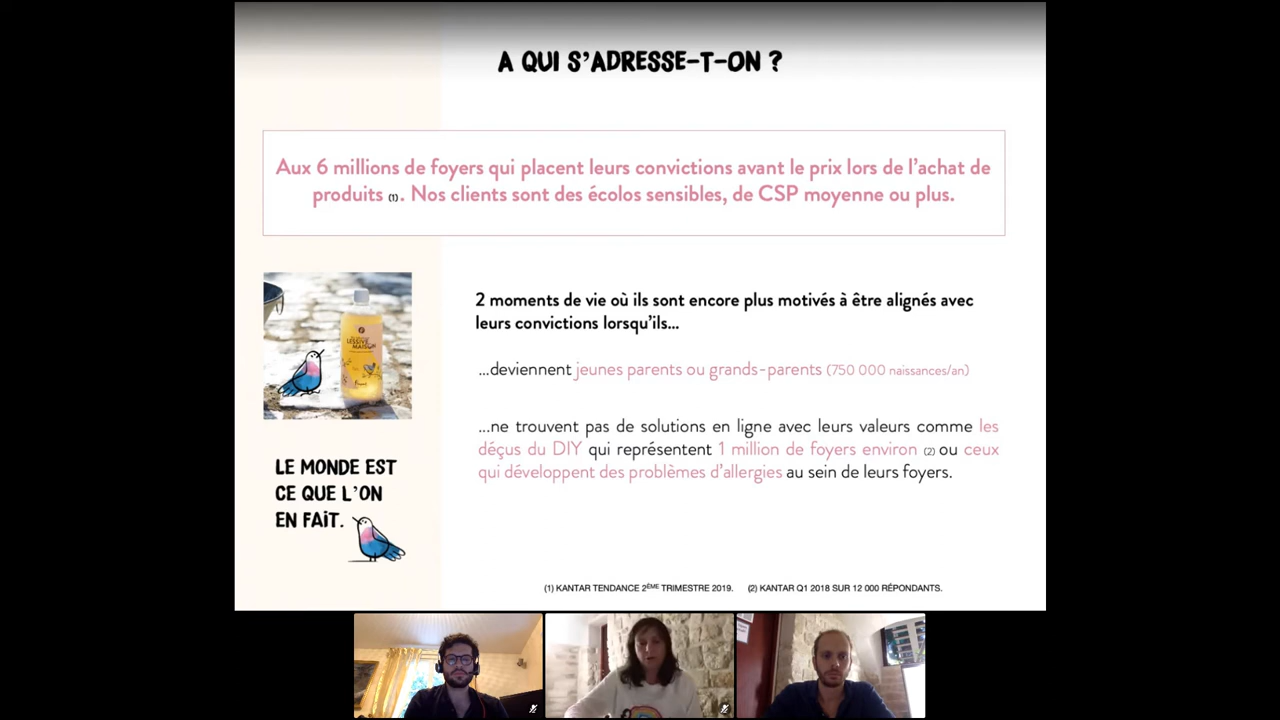 A QUI S'ADRESSE-T-ON ?
Aux 6 millions de foyers qui placent leurs convictions avant le prix lors de l'achat de
produits (1). Nos clients sont des écolos sensibles, de CSP moyenne ou plus.
2 moments de vie où ils sont encore plus motivés à être alignés avec
leurs convictions lorsqu'ils...
...deviennent jeunes parents ou grands-parents (750 000 naissances/an)
...ne trouvent pas de solutions en ligne avec leurs valeurs comme les
déçus du DIY qui représentent 1 million de foyers environ (2) ou ceux
qui développent des problèmes d'allergies au sein de leurs foyers.
LESSIVE
MAISON
LE MONDE EST
CE QUE L'ON
EN FAiT.
(1) KANTAR TENDANCE 2ÈME TRIMESTRE 2019. (2) KANTAR Q1 2018 SUR 12 000 RÉPONDANTS.